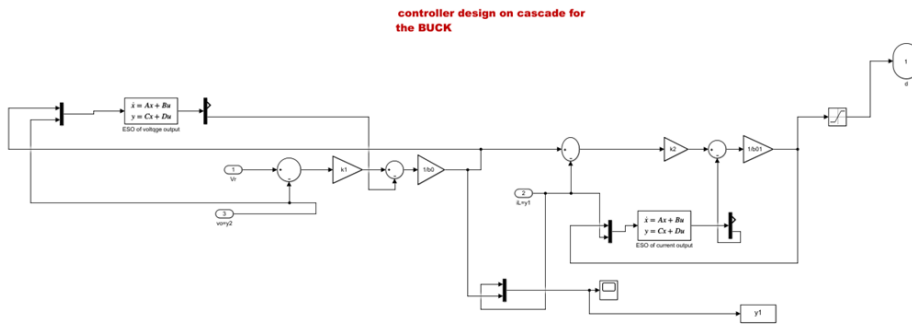 controller design on cascade for
the BUCK
1
d
ẋ = Ax + Bu
y = Cx + Du
ESO of voltqge output
1
Vr
k1
1/b0
3
vo=y2
k2
1/b01
2
iL=y1
ẋ = Ax + Bu
y = Cx + Du
ESO of current output
y1